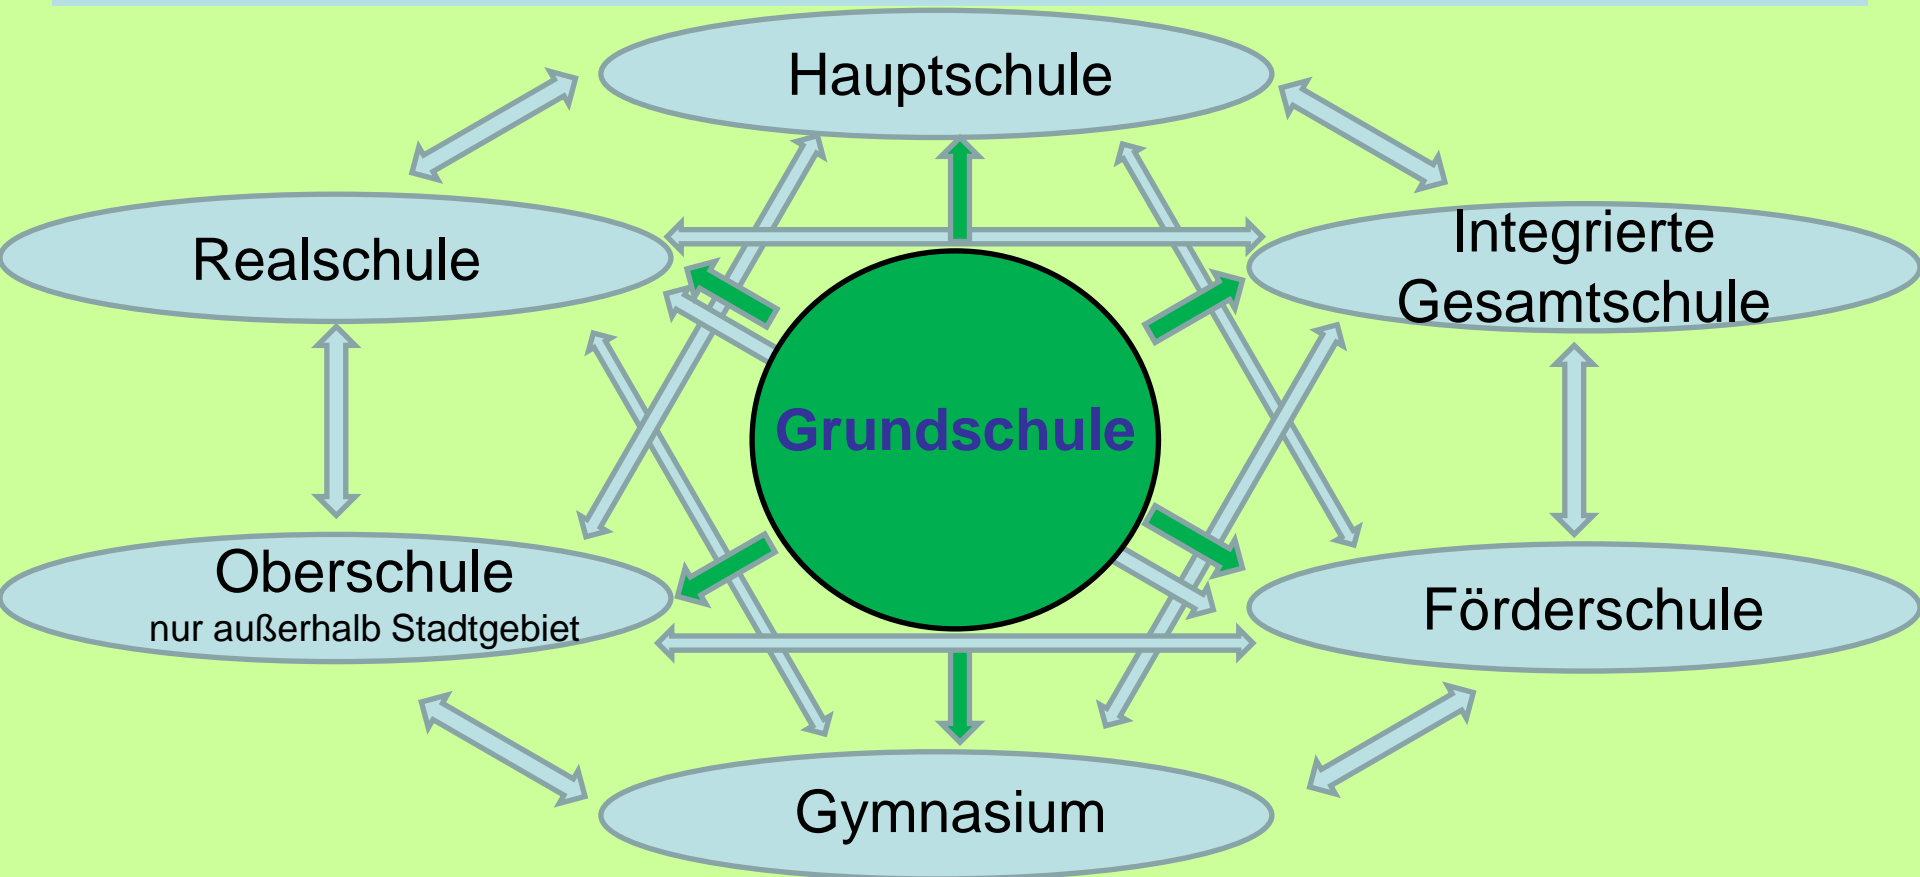 Hauptschule
Realschule
Integrierte
Gesamtschule
Grundschule
Oberschule
nur außerhalb Stadtgebiet
Förderschule
Gymnasium